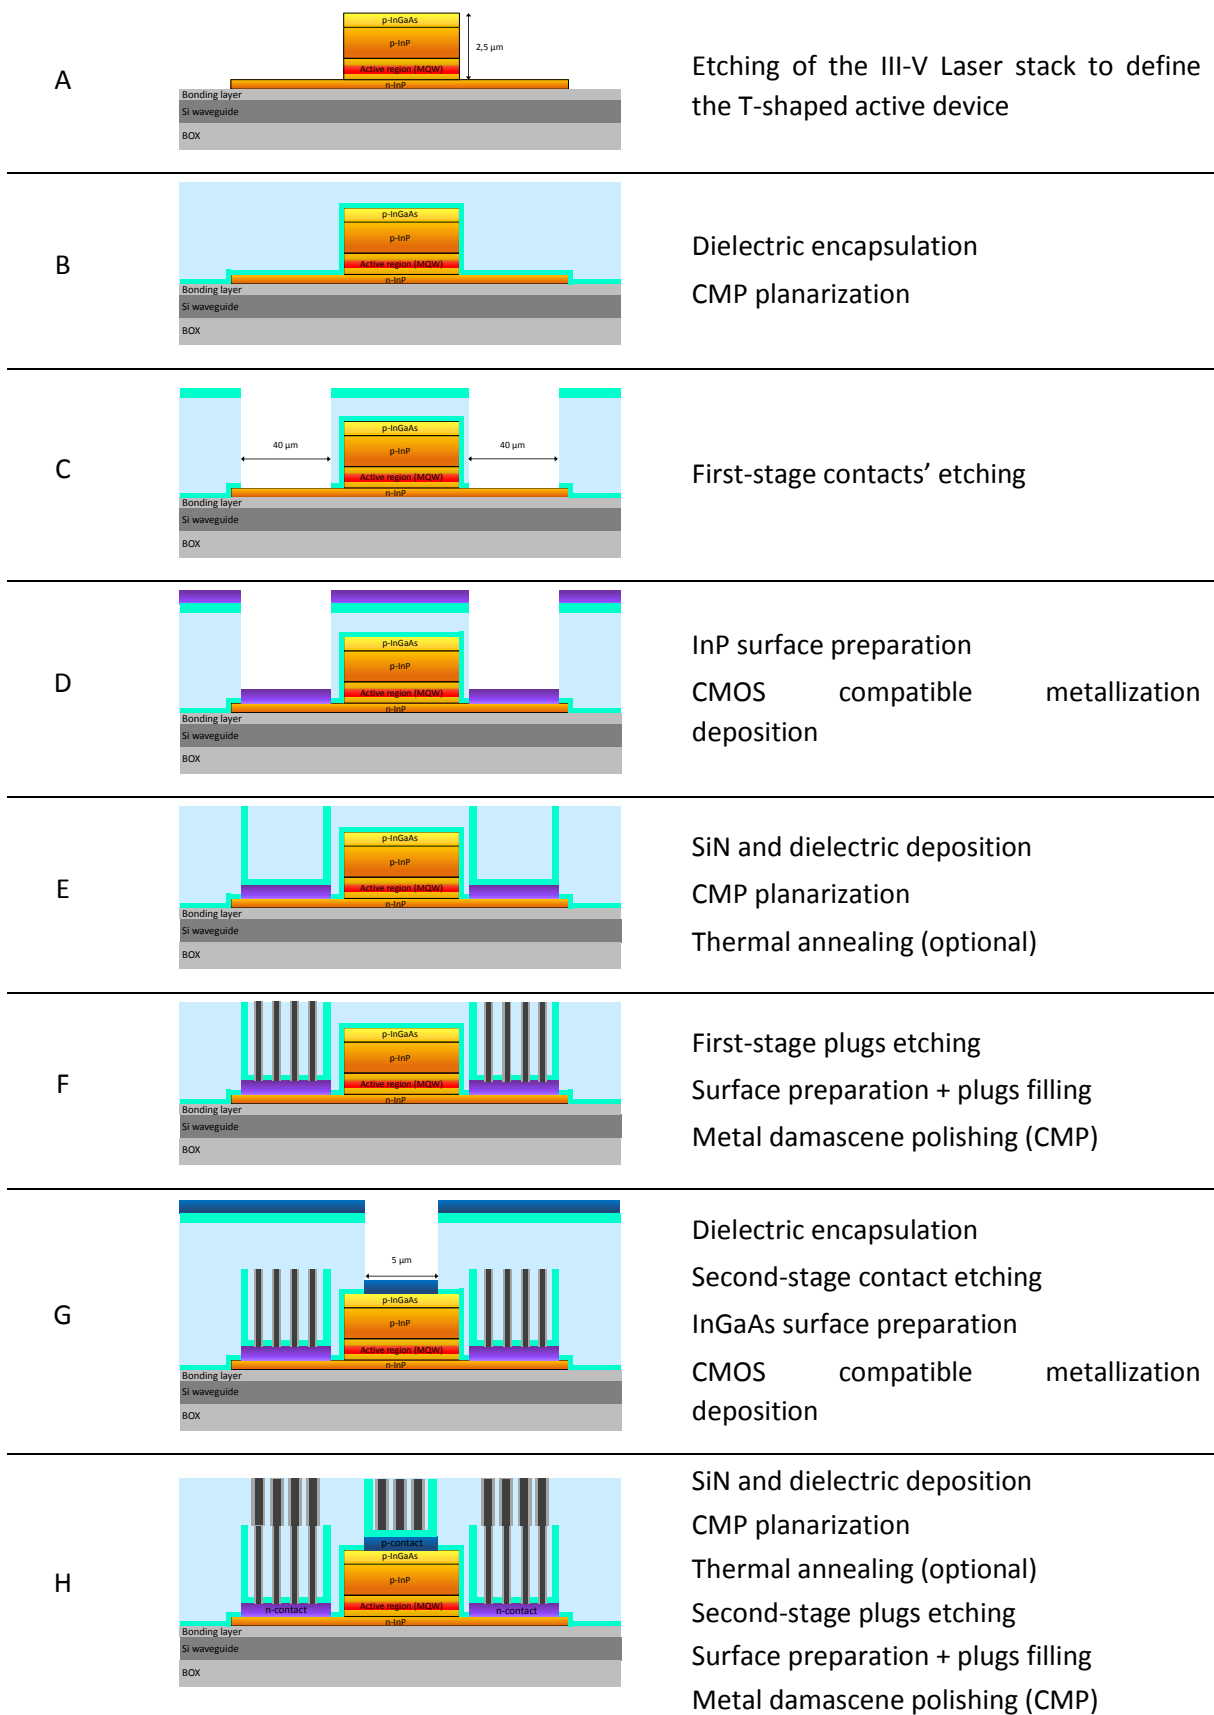 A
p-InGaAs
p-InP
2,5 µm
Active region (MQW)
n-InP
Bonding layer
Si waveguide
BOX
Etching of the III-V Laser stack to define
the T-shaped active device
B
p-InGaAs
p-InP
Active region (MQW)
n-InP
Bonding layer
Si waveguide
BOX
Dielectric encapsulation
CMP planarization
C
p-InGaAs
40 µm
40 µm
p-InP
Active region (MQW)
n-InP
Bonding layer
Si waveguide
BOX
First-stage contacts’ etching
D
p-InGaAs
p-InP
Active region (MQW)
n-InP
Bonding layer
Si waveguide
BOX
InP surface preparation
CMOS compatible metallization
deposition
E
p-InGaAs
p-InP
Active region (MQW)
n-InP
Bonding layer
Si waveguide
BOX
SiN and dielectric deposition
CMP planarization
Thermal annealing (optional)
F
p-InGaAs
p-InP
Active region (MQW)
n-InP
Bonding layer
Si waveguide
BOX
First-stage plugs etching
Surface preparation + plugs filling
Metal damascene polishing (CMP)
G
5 µm
p-InGaAs
p-InP
Active region (MQW)
n-InP
Bonding layer
Si waveguide
BOX
Dielectric encapsulation
Second-stage contact etching
InGaAs surface preparation
CMOS compatible metallization
deposition
H
p-contact
p-InGaAs
p-InP
n-contact
Active region (MQW)
n-contact
n-InP
Bonding layer
Si waveguide
BOX
SiN and dielectric deposition
CMP planarization
Thermal annealing (optional)
Second-stage plugs etching
Surface preparation + plugs filling
Metal damascene polishing (CMP)